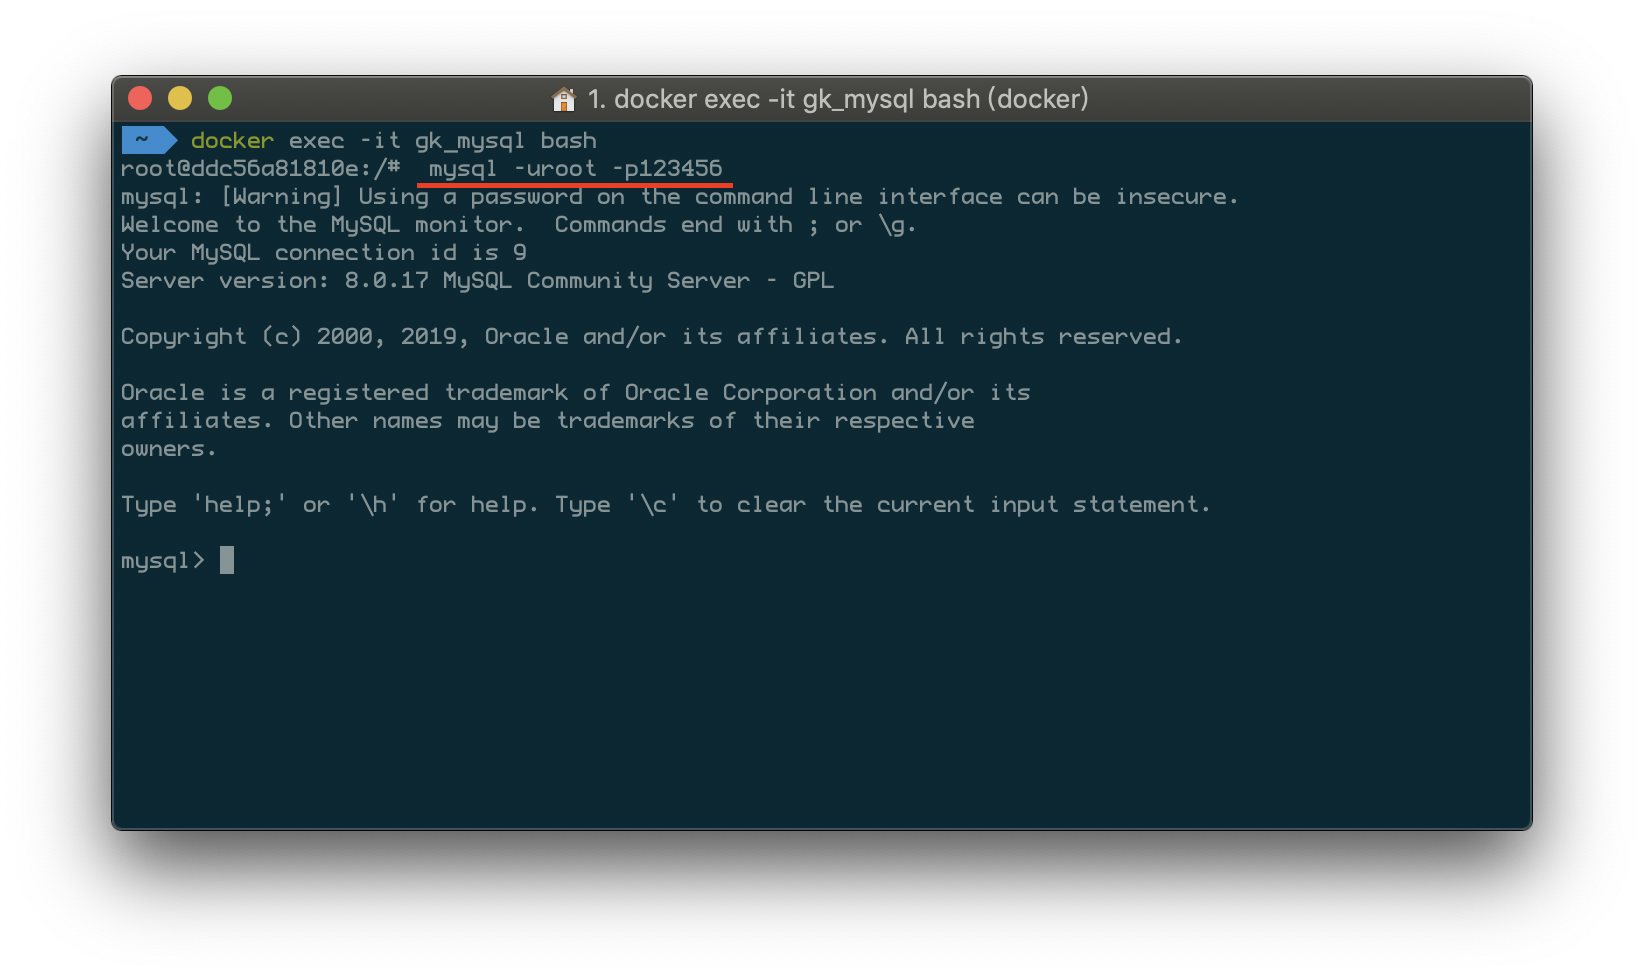 1. docker exec -it gk_mysql bash (docker)
~ docker exec -it gk_mysql bash
root@ddc56a81810e:/#  mysql -uroot -p123456
mysql: [Warning] Using a password on the command line interface can be insecure.
Welcome to the MySQL monitor.  Commands end with ; or \g.
Your MySQL connection id is 9
Server version: 8.0.17 MySQL Community Server - GPL
Copyright (c) 2000, 2019, Oracle and/or its affiliates. All rights reserved.
Oracle is a registered trademark of Oracle Corporation and/or its
affiliates. Other names may be trademarks of their respective
owners.
Type 'help;' or '\h' for help. Type '\c' to clear the current input statement.
mysql>